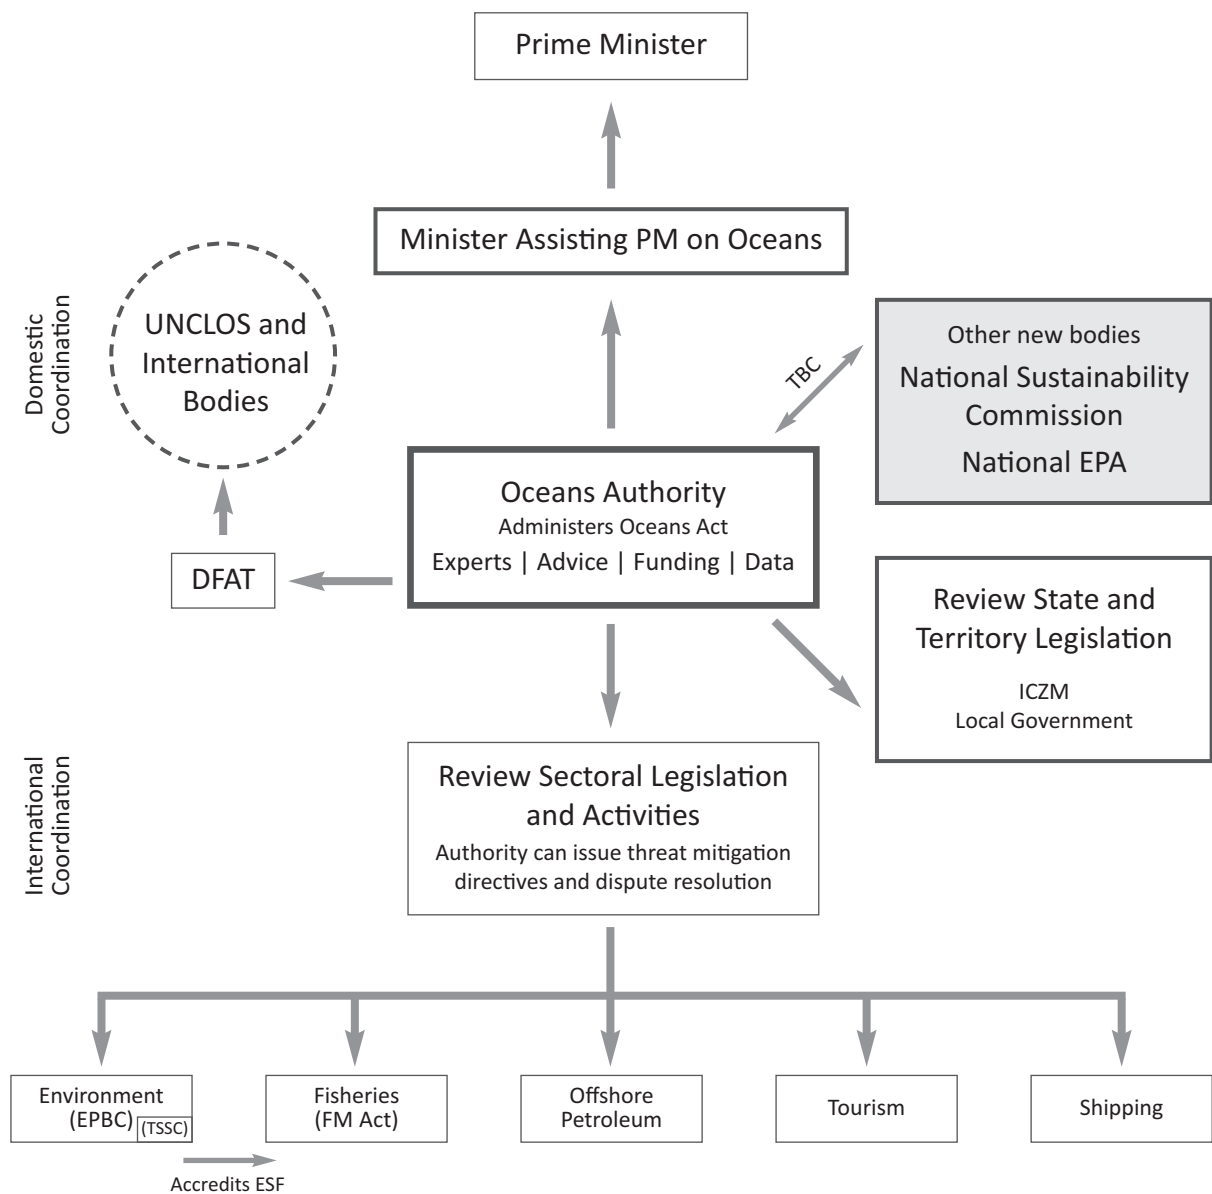 Prime Minister
Minister Assisting PM on Oceans
Domestic
Coordination
UNCLOS and
International
Bodies
TBC
Other new bodies
National Sustainability
Commission
National EPA
Oceans Authority
Administers Oceans Act
Experts | Advice | Funding | Data
DFAT
Review State and
Territory Legislation
ICZM
Local Government
International
Coordination
Review Sectoral Legislation
and Activities
Authority can issue threat mitigation
directives and dispute resolution
Environment
(EPBC)
(TSSC)
Fisheries
(FM Act)
Offshore
Petroleum
Tourism
Shipping
Accredits ESF